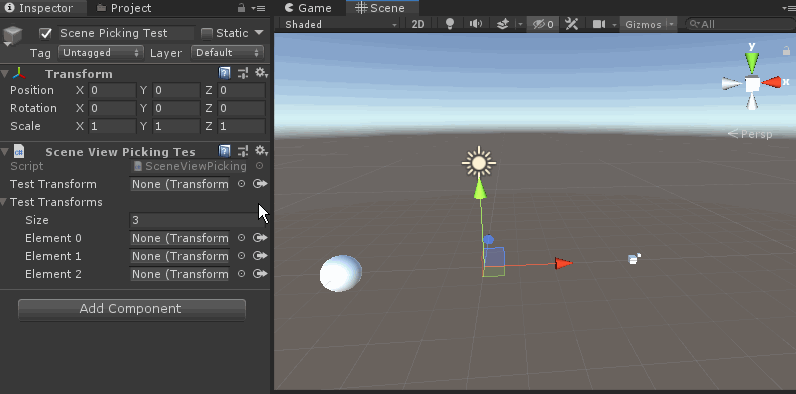 Inspector
Project
Scene Picking Test
Static
Tag
Untagged
Layer
Default
Transform
Position X 0 Y 0 Z 0
Rotation X 0 Y 0 Z 0
Scale X 1 Y 1 Z 1
Scene View Picking Tes
Script
SceneViewPicking
Test Transform
None (Transform
Test Transforms
Size
3
Element 0
None (Transform
Element 1
None (Transform
Element 2
None (Transform
Add Component
Game
Scene
Shaded
2D
0
Gizmos
All
y
x
Persp